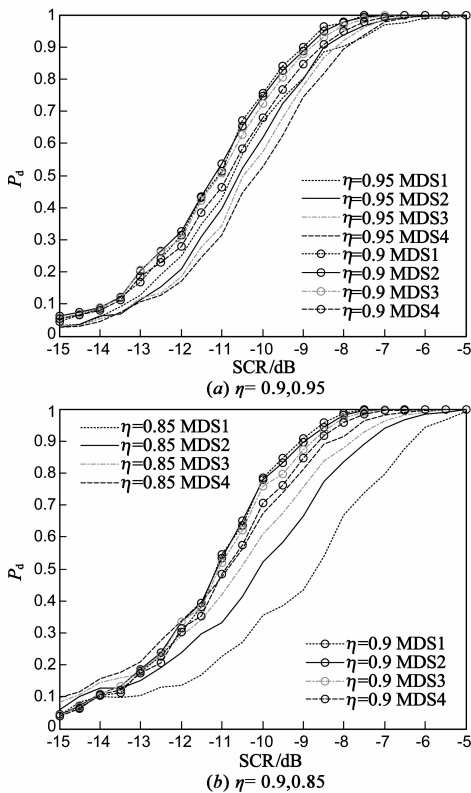 1
0.9
0.8
0.7
0.6
0.5
0.4
0.3
0.2
0.1
0
Pd
η=0.95 MDS1
η=0.95 MDS2
η=0.95 MDS3
η=0.95 MDS4
η=0.9 MDS1
η=0.9 MDS2
η=0.9 MDS3
η=0.9 MDS4
-15 -14 -13 -12 -11 -10 -9 -8 -7 -6 -5
SCR/dB
(a) η= 0.9,0.95
1
0.9
0.8
0.7
0.6
0.5
0.4
0.3
0.2
0.1
0
Pd
η=0.85 MDS1
η=0.85 MDS2
η=0.85 MDS3
η=0.85 MDS4
η=0.9 MDS1
η=0.9 MDS2
η=0.9 MDS3
η=0.9 MDS4
-15 -14 -13 -12 -11 -10 -9 -8 -7 -6 -5
SCR/dB
(b) η= 0.9,0.85